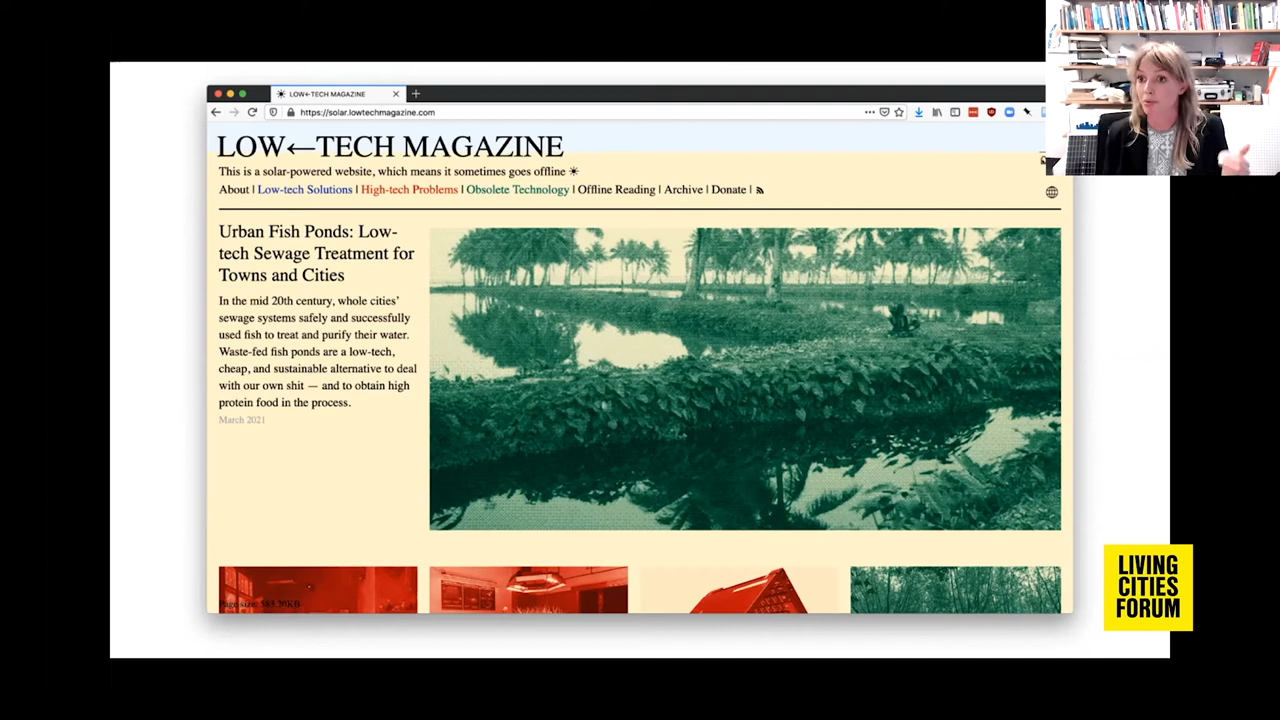 LOW←TECH MAGAZINE
https://solar.lowtechmagazine.com
LOW←TECH MAGAZINE
This is a solar-powered website, which means it sometimes goes offline ☀
About | Low-tech Solutions | High-tech Problems | Obsolete Technology | Offline Reading | Archive | Donate |
Urban Fish Ponds: Low-
tech Sewage Treatment for
Towns and Cities
In the mid 20th century, whole cities’
sewage systems safely and successfully
used fish to treat and purify their water.
Waste-fed fish ponds are a low-tech,
cheap, and sustainable alternative to deal
with our own shit — and to obtain high
protein food in the process.
March 2021
Page size:
LIVING
CITIES
FORUM